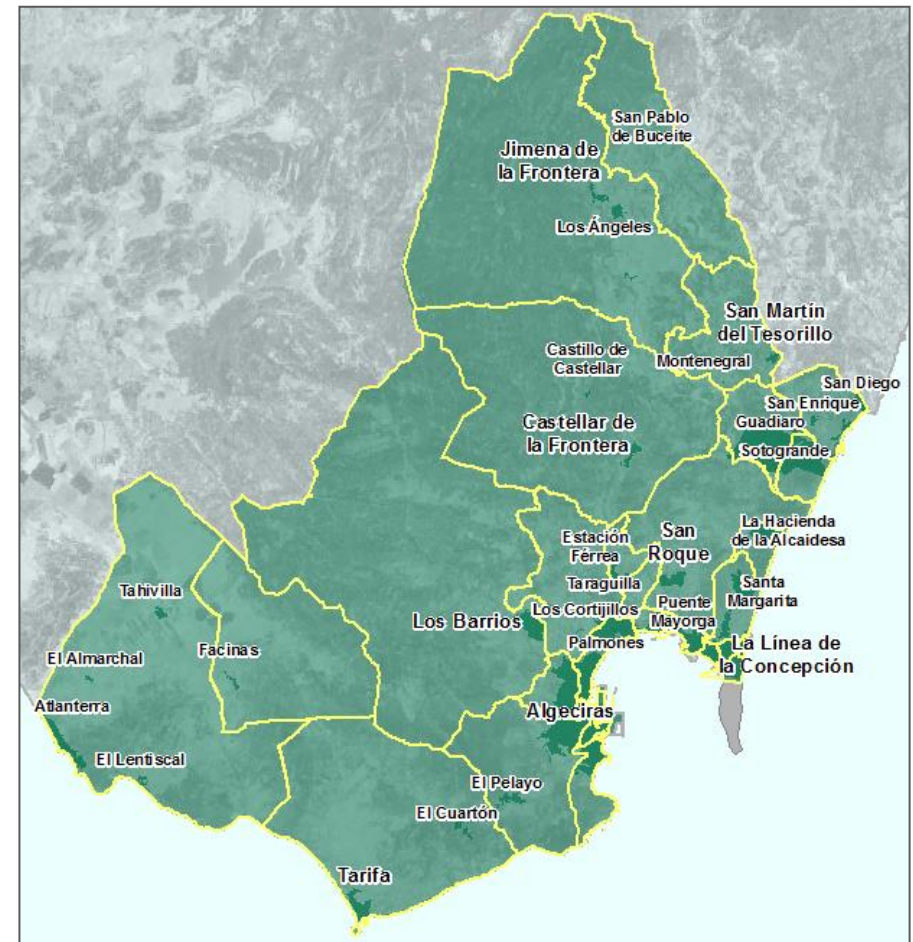 San Pablo
de Buceite
Jimena de
la Frontera
Los Ángeles
San Martín
del Tesorillo
Castillo de
Castellar
Montenegral
San Diego
San Enrique
Guadiaro
Castellar de
la Frontera
Sotogrande
Estación
Férrea
San
Roque
La Hacienda
de la Alcaidesa
Taraguilla
Tahivilla
Santa
Margarita
Los Barrios
Los Cortijillos
Puente
Mayorga
Palmones
Facinas
La Línea de
la Concepción
El Almarchal
Atlanterra
Algeciras
El Lentiscal
El Pelayo
El Cuartón
Tarifa